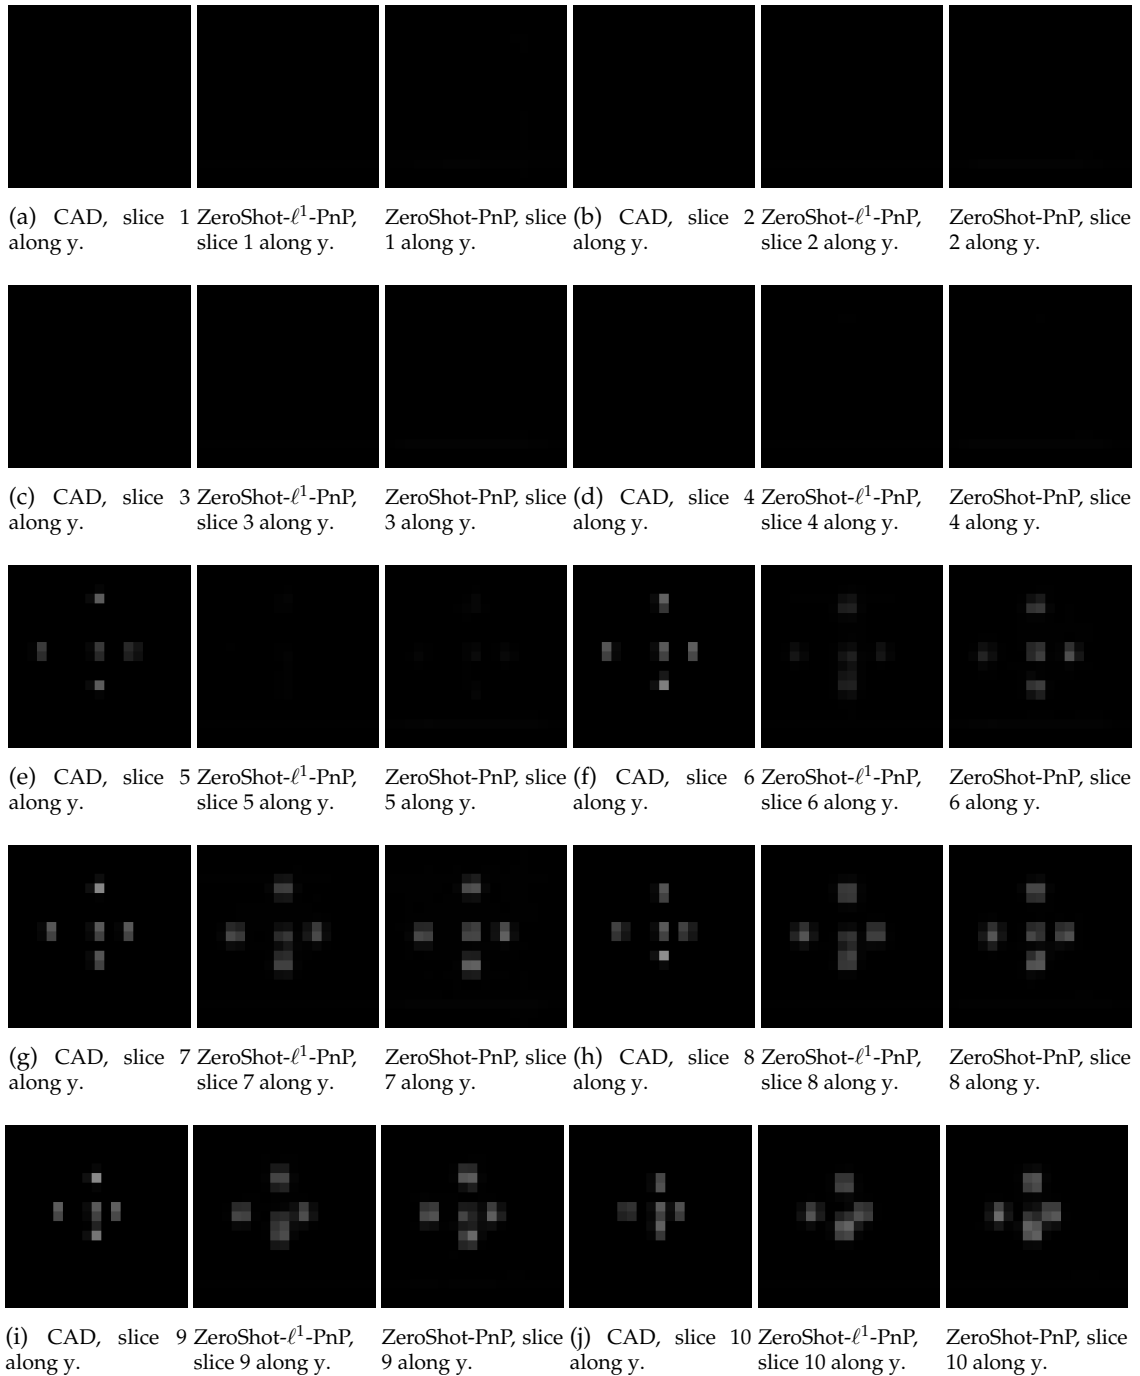 (a) CAD, slice 1 along y.
ZeroShot-ℓ¹-PnP, slice 1 along y.
ZeroShot-PnP, slice 1 along y.
(b) CAD, slice 2 along y.
ZeroShot-ℓ¹-PnP, slice 2 along y.
ZeroShot-PnP, slice 2 along y.
(c) CAD, slice 3 along y.
ZeroShot-ℓ¹-PnP, slice 3 along y.
ZeroShot-PnP, slice 3 along y.
(d) CAD, slice 4 along y.
ZeroShot-ℓ¹-PnP, slice 4 along y.
ZeroShot-PnP, slice 4 along y.
(e) CAD, slice 5 along y.
ZeroShot-ℓ¹-PnP, slice 5 along y.
ZeroShot-PnP, slice 5 along y.
(f) CAD, slice 6 along y.
ZeroShot-ℓ¹-PnP, slice 6 along y.
ZeroShot-PnP, slice 6 along y.
(g) CAD, slice 7 along y.
ZeroShot-ℓ¹-PnP, slice 7 along y.
ZeroShot-PnP, slice 7 along y.
(h) CAD, slice 8 along y.
ZeroShot-ℓ¹-PnP, slice 8 along y.
ZeroShot-PnP, slice 8 along y.
(i) CAD, slice 9 along y.
ZeroShot-ℓ¹-PnP, slice 9 along y.
ZeroShot-PnP, slice 9 along y.
(j) CAD, slice 10 along y.
ZeroShot-ℓ¹-PnP, slice 10 along y.
ZeroShot-PnP, slice 10 along y.